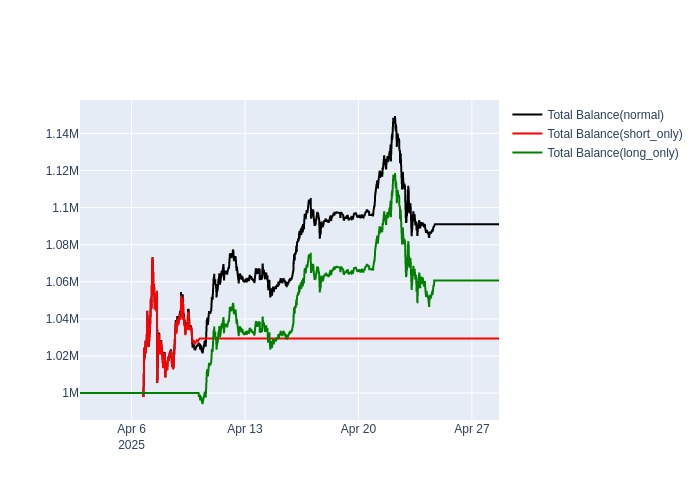 Total Balance(normal)
Total Balance(short_only)
Total Balance(long_only)
1.14M
1.12M
1.1M
1.08M
1.06M
1.04M
1.02M
1M
Apr 6
2025
Apr 13
Apr 20
Apr 27